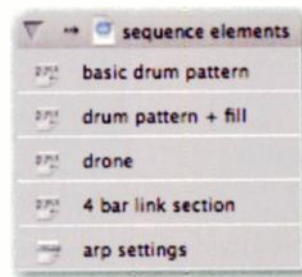 sequence elements
basic drum pattern
drum pattern + fill
drone
4 bar link section
arp settings